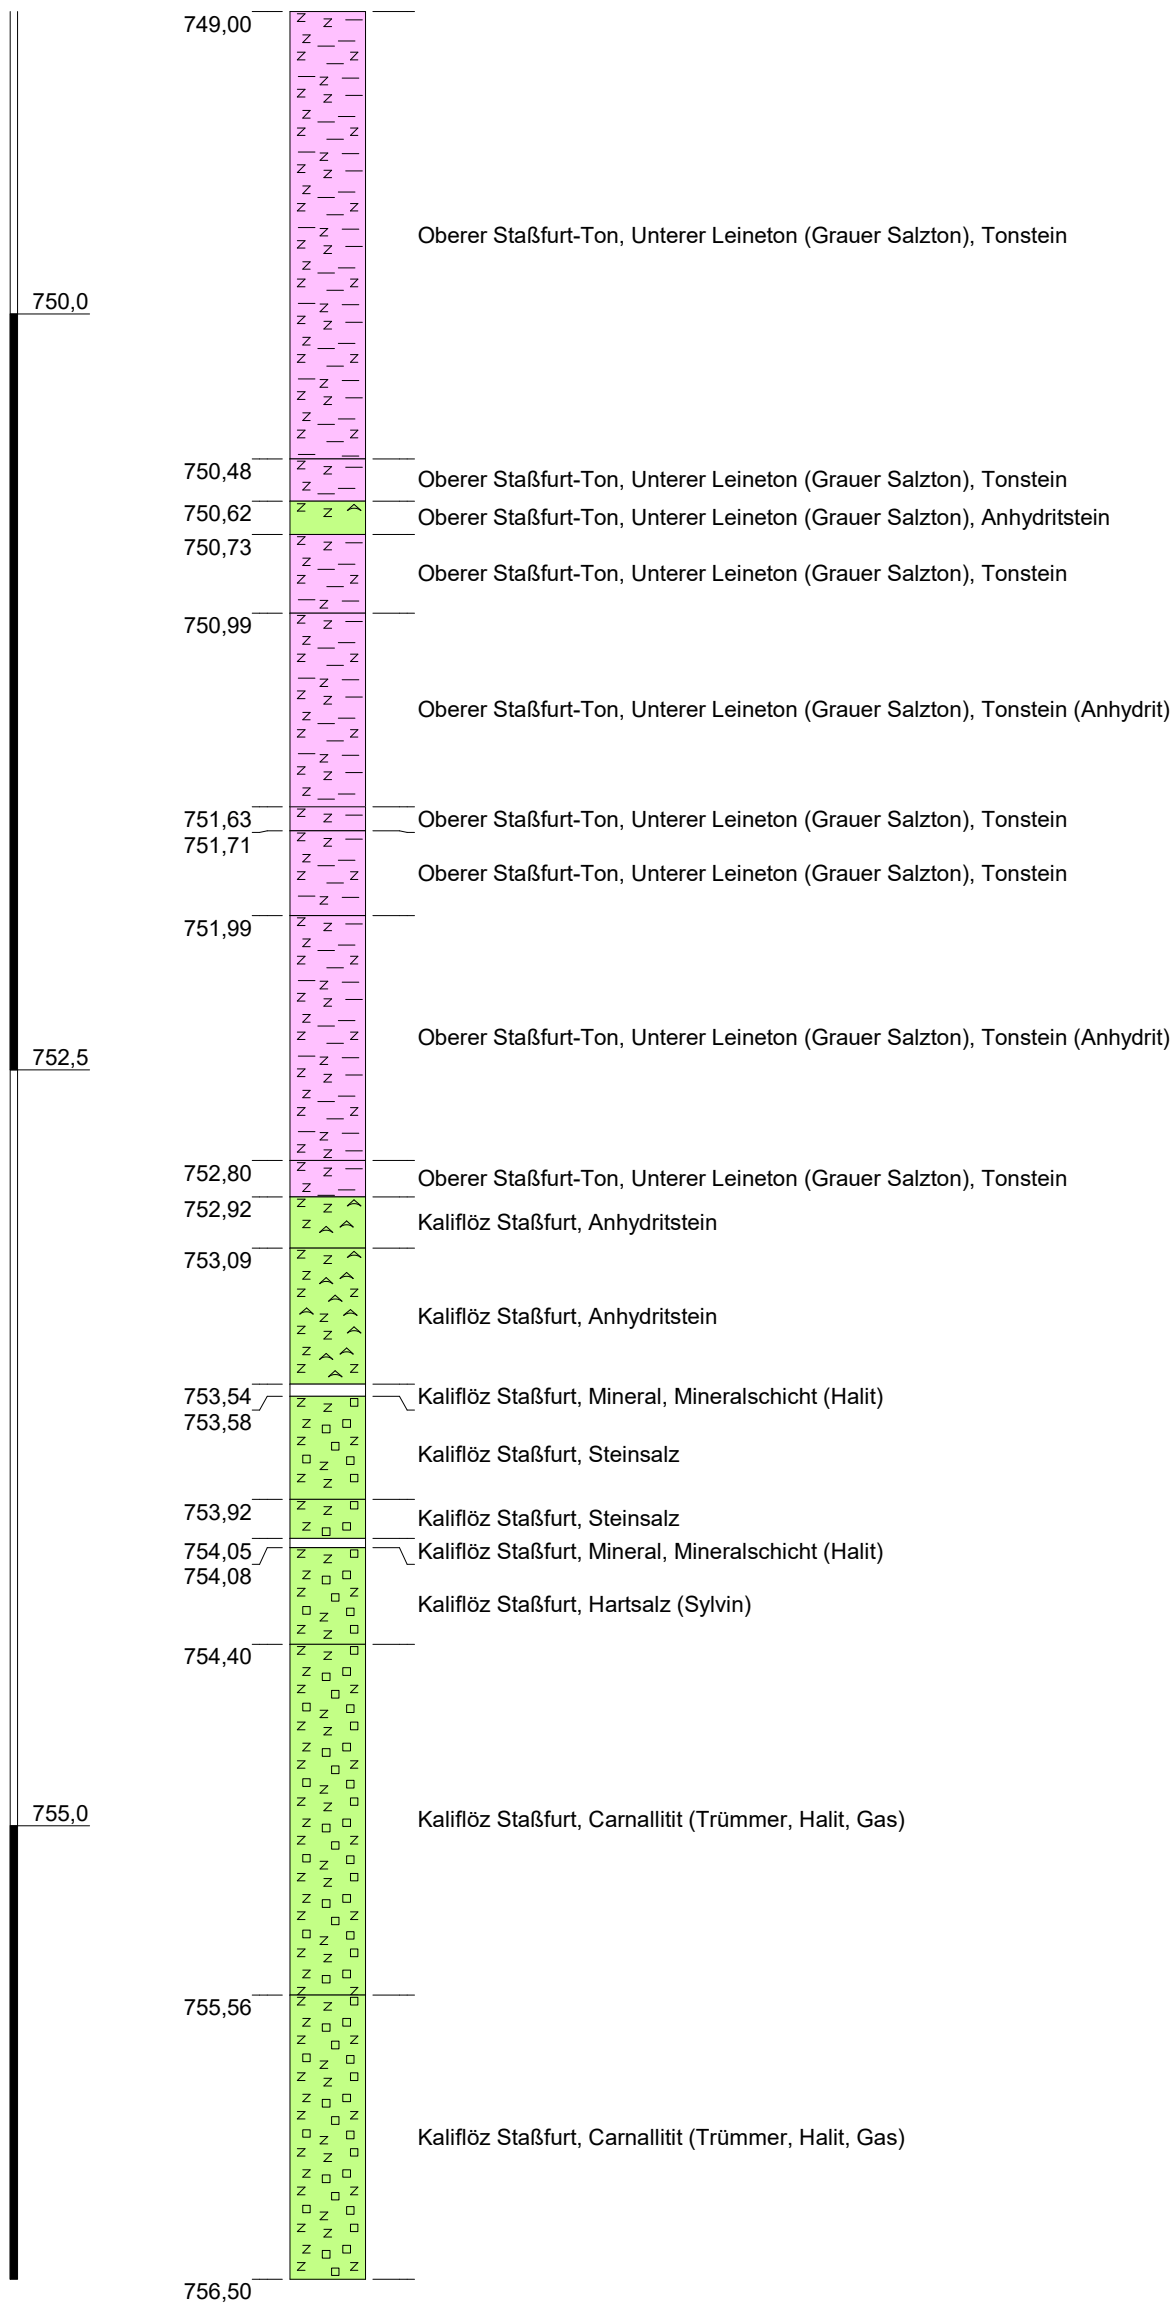 749,00
Oberer Staßfurt-Ton, Unterer Leineton (Grauer Salzton), Tonstein
750,0
750,48
Oberer Staßfurt-Ton, Unterer Leineton (Grauer Salzton), Tonstein
750,62
Oberer Staßfurt-Ton, Unterer Leineton (Grauer Salzton), Anhydritstein
750,73
Oberer Staßfurt-Ton, Unterer Leineton (Grauer Salzton), Tonstein
750,99
Oberer Staßfurt-Ton, Unterer Leineton (Grauer Salzton), Tonstein (Anhydrit)
751,63
Oberer Staßfurt-Ton, Unterer Leineton (Grauer Salzton), Tonstein
751,71
Oberer Staßfurt-Ton, Unterer Leineton (Grauer Salzton), Tonstein
751,99
Oberer Staßfurt-Ton, Unterer Leineton (Grauer Salzton), Tonstein (Anhydrit)
752,5
752,80
Oberer Staßfurt-Ton, Unterer Leineton (Grauer Salzton), Tonstein
752,92
Kaliflöz Staßfurt, Anhydritstein
753,09
Kaliflöz Staßfurt, Anhydritstein
753,54
Kaliflöz Staßfurt, Mineral, Mineralschicht (Halit)
753,58
Kaliflöz Staßfurt, Steinsalz
753,92
Kaliflöz Staßfurt, Steinsalz
754,05
Kaliflöz Staßfurt, Mineral, Mineralschicht (Halit)
754,08
Kaliflöz Staßfurt, Hartsalz (Sylvin)
754,40
Kaliflöz Staßfurt, Carnallitit (Trümmer, Halit, Gas)
755,0
755,56
Kaliflöz Staßfurt, Carnallitit (Trümmer, Halit, Gas)
756,50